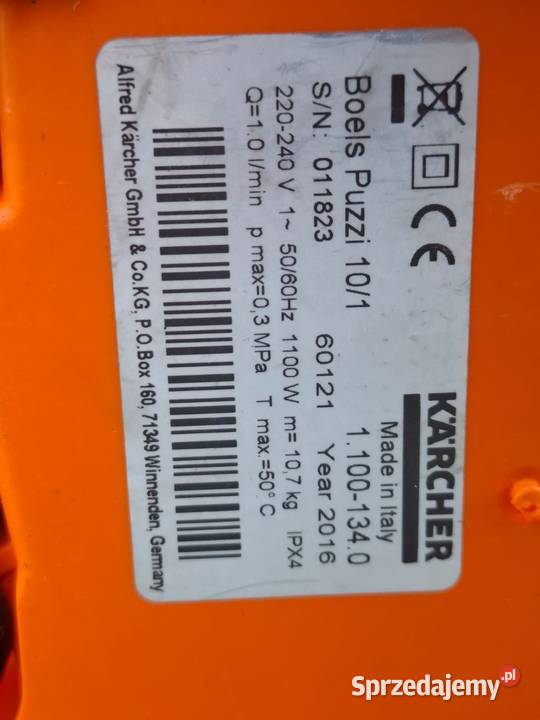 KÄRCHER
Made in Italy
Boels Puzzi 10/1 1.100-134.0
S/N: 011823 60121 Year 2016
220-240 V 1~ 50/60Hz 1100 W m= 10,7 kg IPX4
Q=1.0 l/min p max=0,3 MPa T max.=50° C
Alfred Kärcher GmbH & Co.KG, P.O.Box 160, 71349 Winnenden, Germany
CE
Sprzedajemy.pl